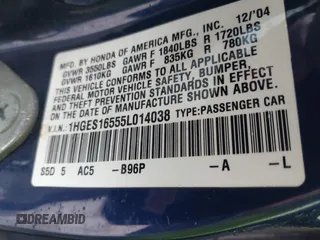 MFD. BY HONDA OF AMERICA MFG., INC. 12/'04
GVWR 3550LBS GAWR F 1840LBS R 1720LBS
GVWR 1610KG GAWR F 835KG R 780KG
THIS VEHICLE CONFORMS TO ALL APPLICABLE
FEDERAL MOTOR VEHICLE SAFETY, BUMPER, AND
THEFT PREVENTION STANDARDS IN EFFECT ON THE
DATE OF MANUFACTURE SHOWN ABOVE.
V.I.N.: 1HGES16555L014038 TYPE:PASSENGER CAR
S5D 5 AC5 -B96P -A -L
DREAMBID